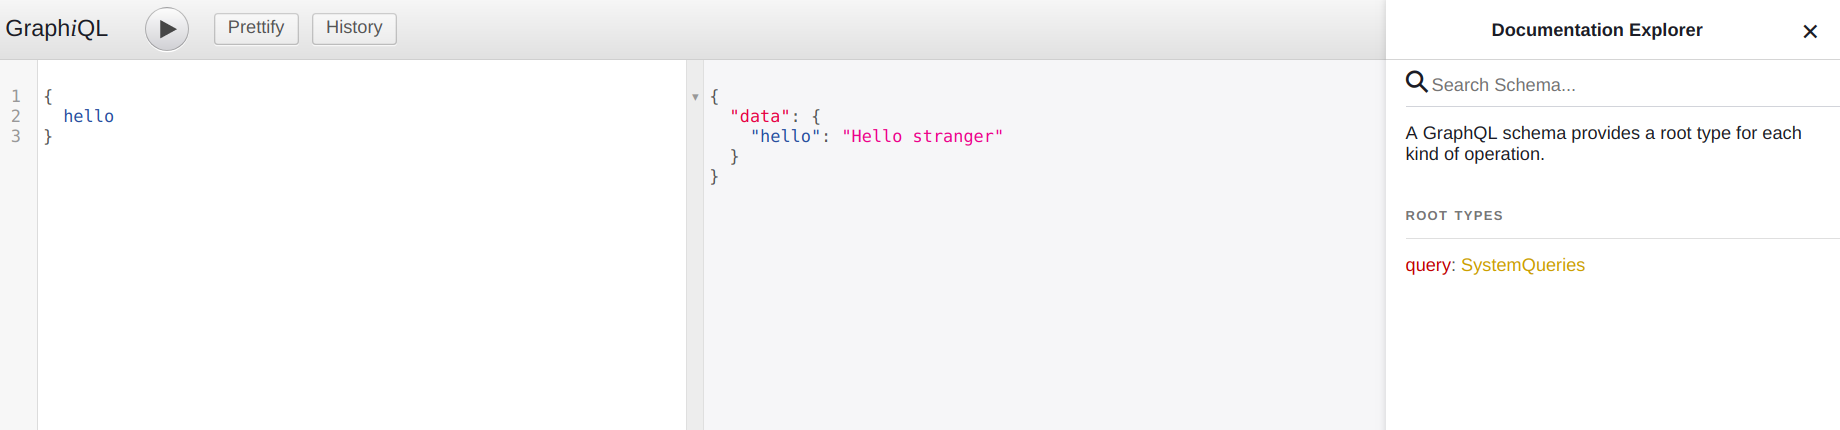 GraphiQL
Prettify
History
1 {
2   hello
3 }
{
  "data": {
    "hello": "Hello stranger"
  }
}
Documentation Explorer
Search Schema...
A GraphQL schema provides a root type for each
kind of operation.
ROOT TYPES
query: SystemQueries